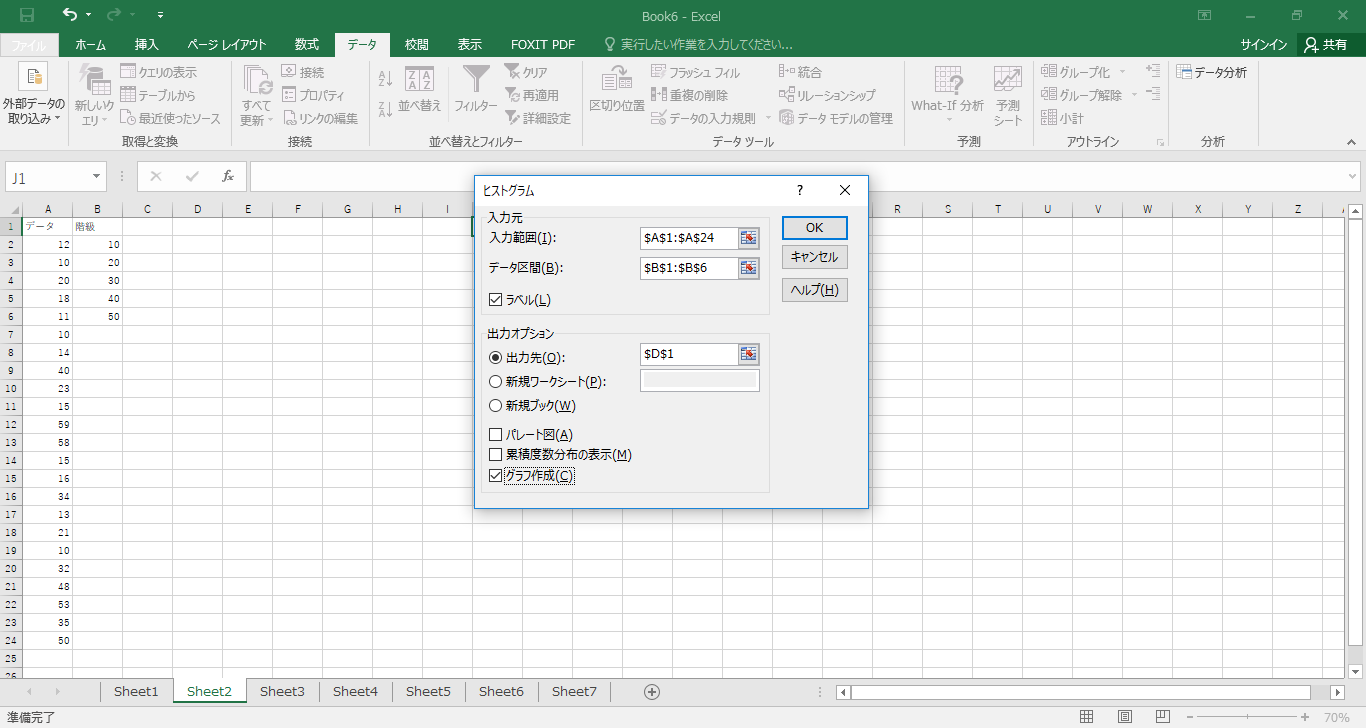 Book6 - Excel
ファイル ホーム 挿入 ページ レイアウト 数式 データ 校閲 表示 FOXIT PDF 実行したい作業を入力してください... サインイン 共有
外部データの
取り込み
新しいク
エリ
クエリの表示
テーブルから
最近使ったソース
取得と変換
すべて
更新
接続
プロパティ
リンクの編集
接続
並べ替え
フィルター
クリア
再適用
詳細設定
並べ替えとフィルター
区切り位置
フラッシュ フィル
重複の削除
データの入力規則
統合
リレーションシップ
データ モデルの管理
データ ツール
What-If 分析
予測
シート
予測
グループ化
グループ解除
小計
アウトライン
データ分析
分析
J1
fx
A B C D E F G H I R S T U V W X Y Z
1 データ 階級
2 12 10
3 10 20
4 20 30
5 18 40
6 11 50
7 10
8 14
9 40
10 23
11 15
12 59
13 58
14 15
15 16
16 34
17 13
18 21
19 10
20 32
21 48
22 53
23 35
24 50
25
26
ヒストグラム ?
入力元
入力範囲(I): $A$1:$A$24
データ区間(B): $B$1:$B$6
ラベル(L)
出力オプション
出力先(O): $D$1
新規ワークシート(P):
新規ブック(W)
パレート図(A)
累積度数分布の表示(M)
グラフ作成(C)
OK
キャンセル
ヘルプ(H)
Sheet1 Sheet2 Sheet3 Sheet4 Sheet5 Sheet6 Sheet7
準備完了 70%